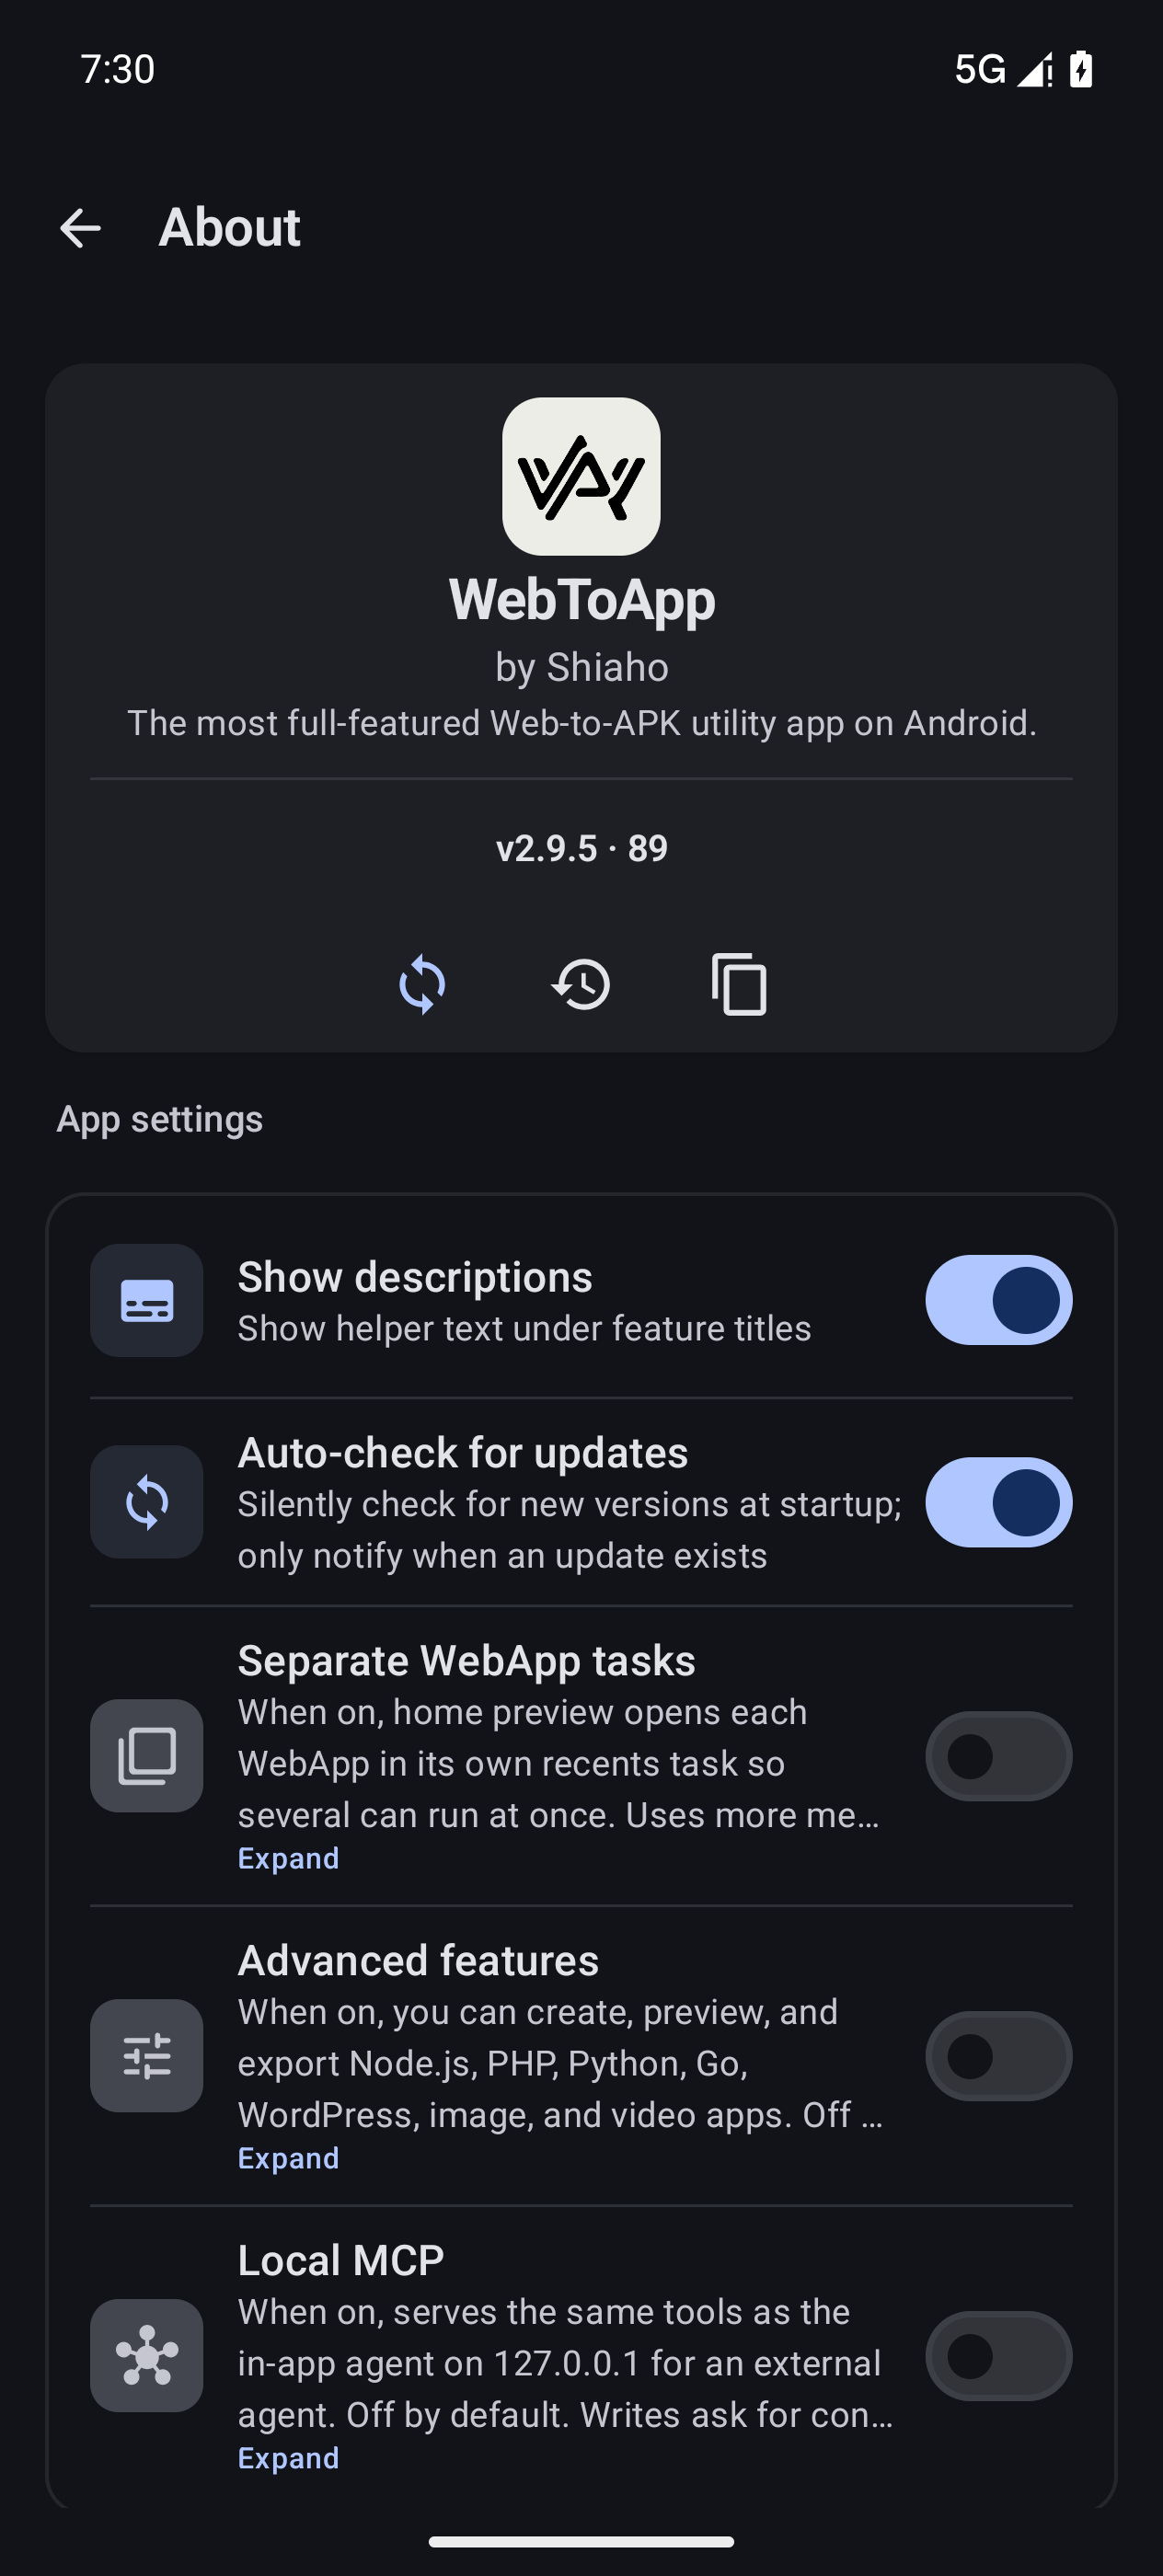 7:30
5G
About
WebToApp
by Shiaho
The most full-featured Web-to-APK utility app on Android.
v2.9.5 · 89
App settings
Show descriptions
Show helper text under feature titles
Auto-check for updates
Silently check for new versions at startup;
only notify when an update exists
Separate WebApp tasks
When on, home preview opens each
WebApp in its own recents task so
several can run at once. Uses more me…
Expand
Advanced features
When on, you can create, preview, and
export Node.js, PHP, Python, Go,
WordPress, image, and video apps. Off …
Expand
Local MCP
When on, serves the same tools as the
in-app agent on 127.0.0.1 for an external
agent. Off by default. Writes ask for con…
Expand